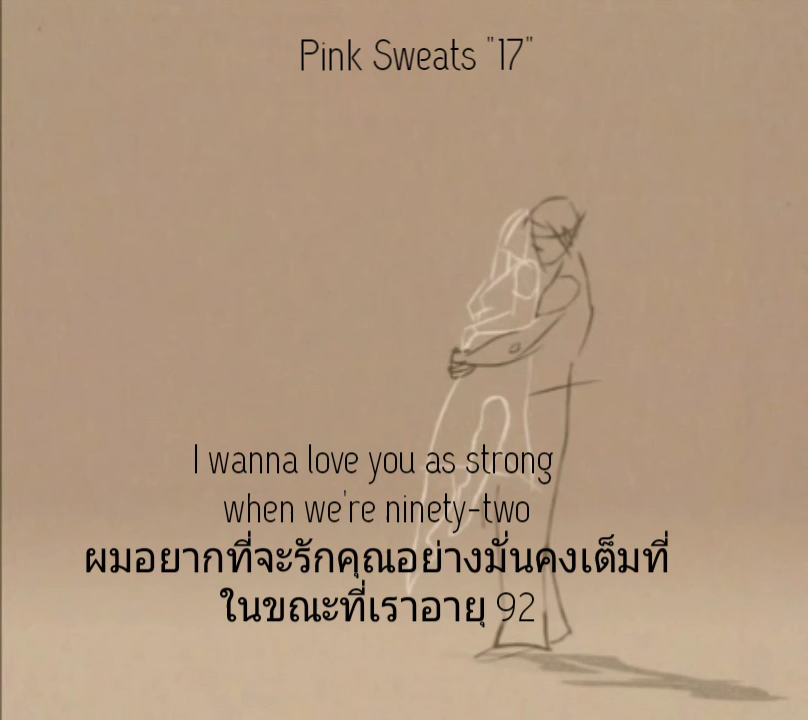 Pink Sweats "17"
I wanna love you as strong
when we're ninety-two
ผมอยากที่จะรักคุณอย่างมั่นคงเต็มที่
ในขณะที่เราอายุ 92